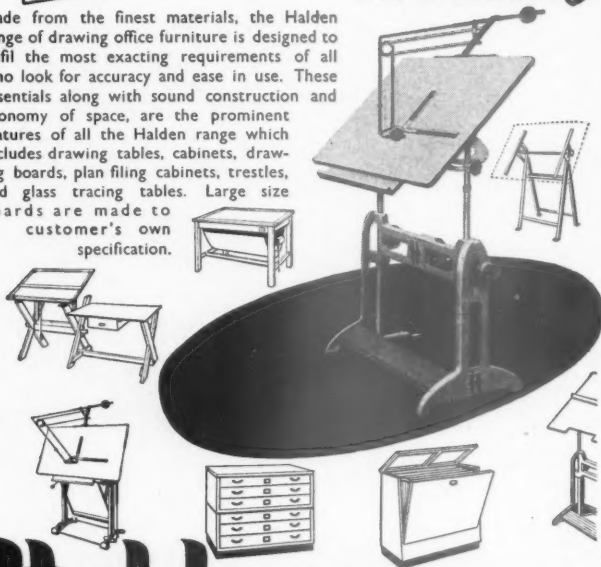 ade from the finest materials, the Halden
nge of drawing office furniture is designed to
fil the most exacting requirements of all
ho look for accuracy and ease in use. These
sentials along with sound construction and
onomy of space, are the prominent
atures of all the Halden range which
cludes drawing tables, cabinets, draw-
g boards, plan filing cabinets, trestles,
d glass tracing tables. Large size
ards are made to
customer's own
specification.